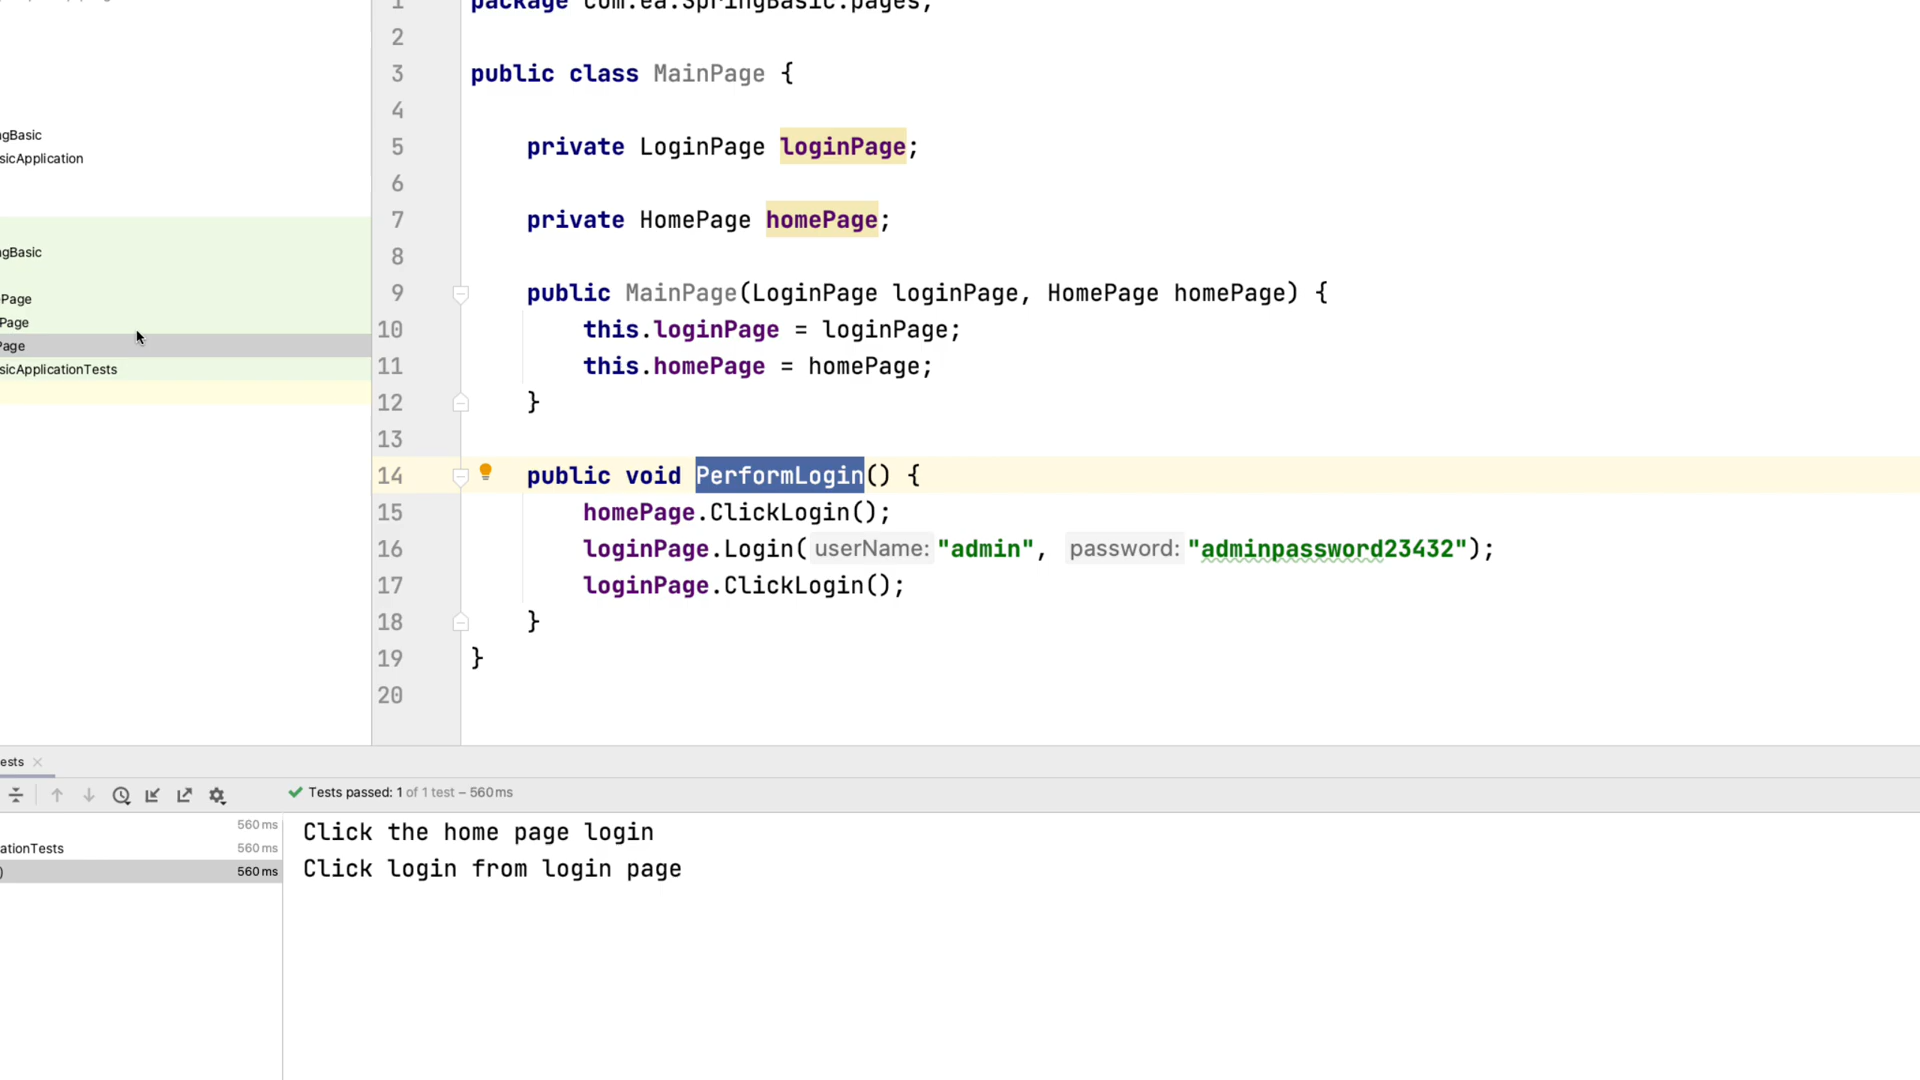 1 package com.ea.SpringBasic.pages;
2
3 public class MainPage {
4
5 private LoginPage loginPage;
6
7 private HomePage homePage;
8
9 public MainPage(LoginPage loginPage, HomePage homePage) {
10 this.loginPage = loginPage;
11 this.homePage = homePage;
12 }
13
14 public void PerformLogin() {
15 homePage.ClickLogin();
16 loginPage.Login( userName: "admin", password: "adminpassword23432");
17 loginPage.ClickLogin();
18 }
19 }
20
ngBasic
sicApplication
ngBasic
Page
Page
Page
sicApplicationTests
ests
Tests passed: 1 of 1 test – 560 ms
560 ms
ationTests 560 ms
) 560 ms
Click the home page login
Click login from login page